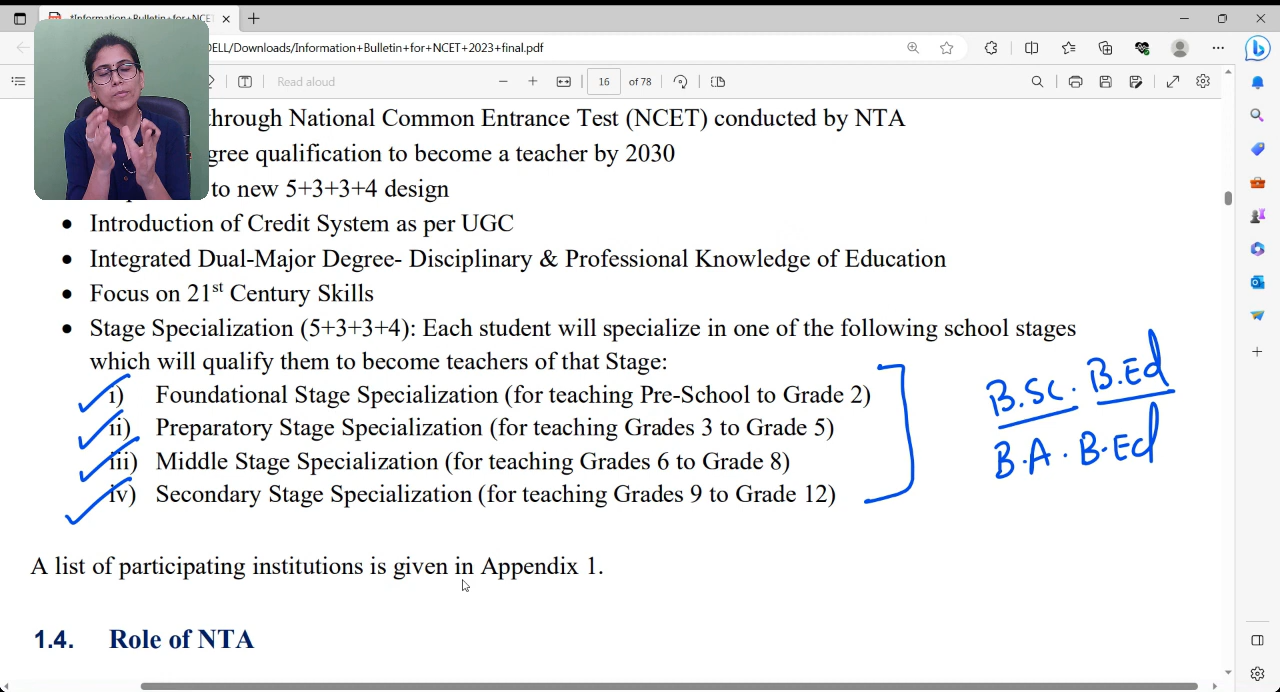 *Information+Bulletin+for+NCET
DELL/Downloads/Information+Bulletin+for+NCET+2023+final.pdf
Read aloud
16 of 78
through National Common Entrance Test (NCET) conducted by NTA
gree qualification to become a teacher by 2030
to new 5+3+3+4 design
• Introduction of Credit System as per UGC
• Integrated Dual-Major Degree- Disciplinary & Professional Knowledge of Education
• Focus on 21st Century Skills
• Stage Specialization (5+3+3+4): Each student will specialize in one of the following school stages
which will qualify them to become teachers of that Stage:
i) Foundational Stage Specialization (for teaching Pre-School to Grade 2)
ii) Preparatory Stage Specialization (for teaching Grades 3 to Grade 5)
iii) Middle Stage Specialization (for teaching Grades 6 to Grade 8)
iv) Secondary Stage Specialization (for teaching Grades 9 to Grade 12)
B.Sc. B.Ed
B.A. B.Ed
A list of participating institutions is given in Appendix 1.
1.4. Role of NTA